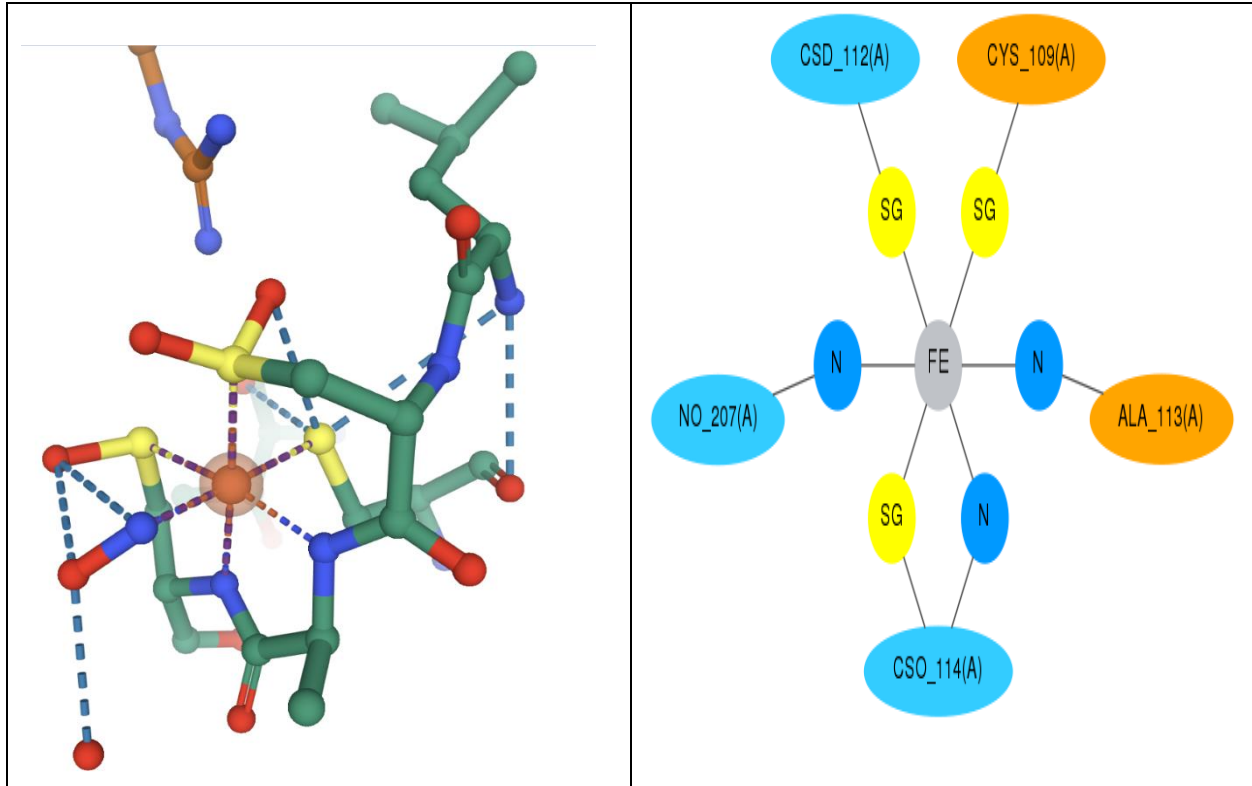 CSD_112(A) CYS_109(A)
SG SG
N FE N
NO_207(A) ALA_113(A)
SG N
CSO_114(A)